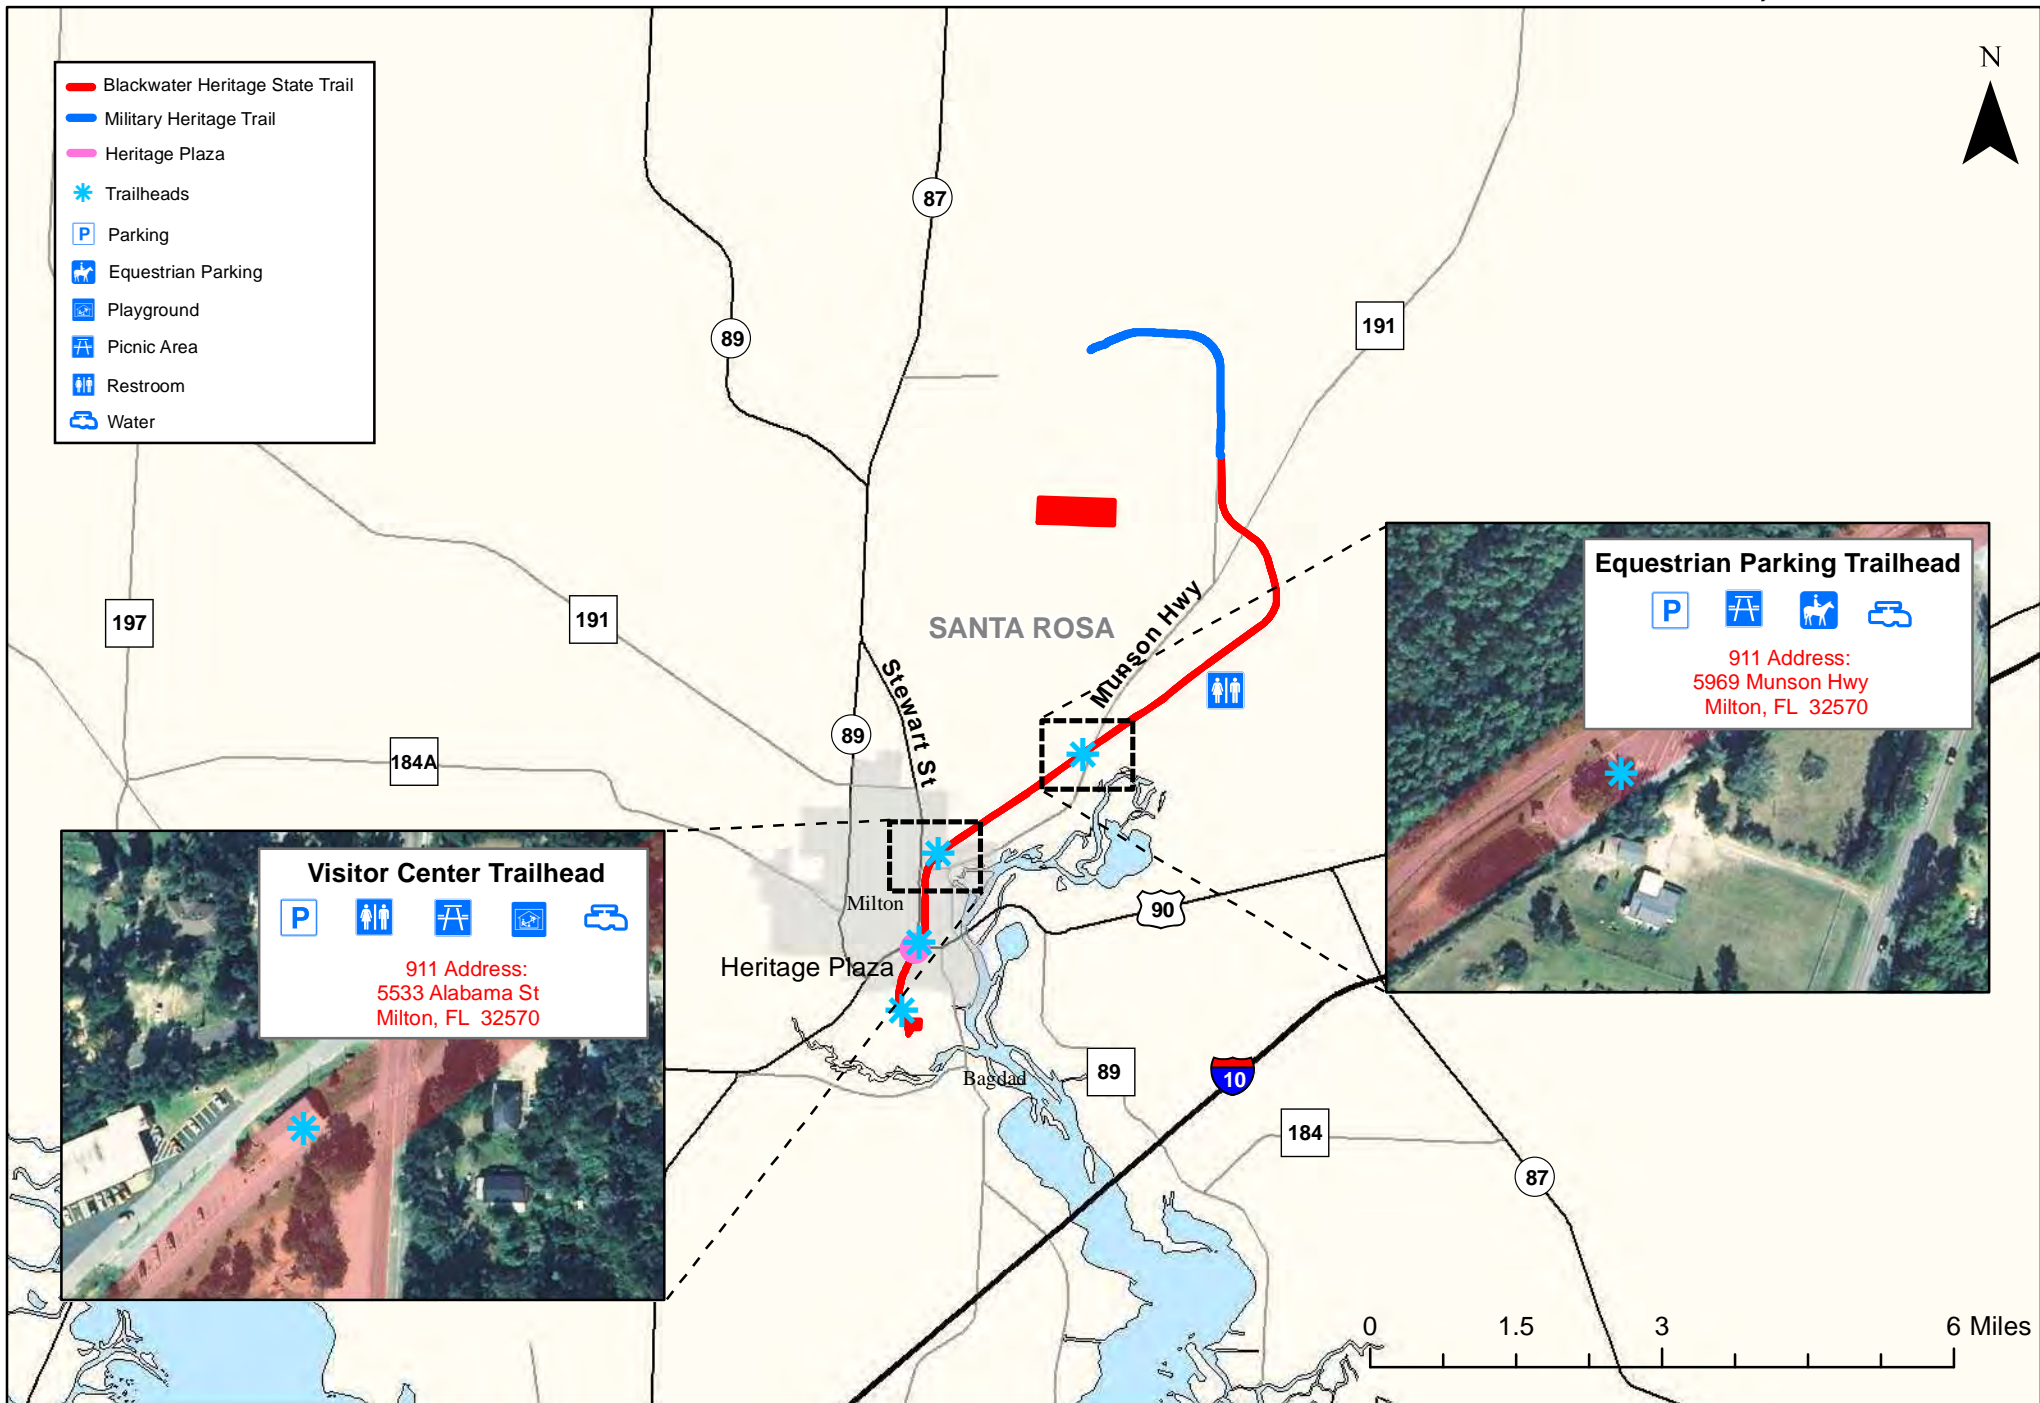 N
Blackwater Heritage State Trail
Military Heritage Trail
Heritage Plaza
Trailheads
P Parking
Equestrian Parking
Playground
Picnic Area
Restroom
Water
87
89
191
197
191
SANTA ROSA
Munson Hwy
Stewart St
89
184A
Equestrian Parking Trailhead
P
911 Address:
5969 Munson Hwy
Milton, FL 32570
Visitor Center Trailhead
P
911 Address:
5533 Alabama St
Milton, FL 32570
Milton
90
Heritage Plaza
Bagdad
89
10
184
87
0 1.5 3 6 Miles